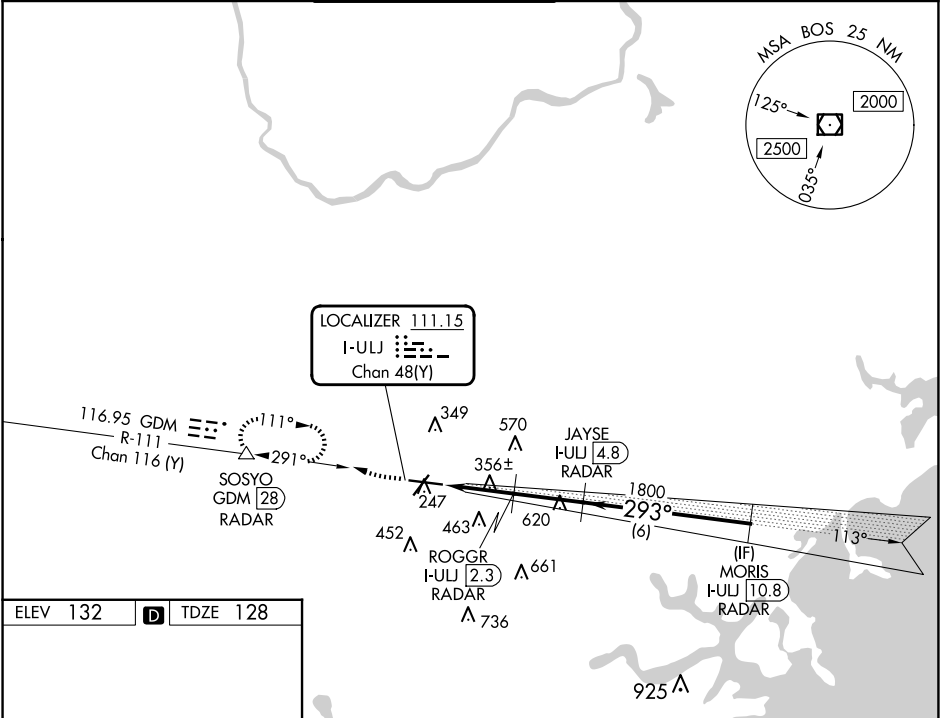 MSA BOS 25 NM
125°
2000
2500
035°
LOCALIZER 111.15
I-ULJ
Chan 48(Y)
116.95 GDM
R-111
Chan 116 (Y)
111°
291°
SOSYO
GDM 28
RADAR
349
570
356±
247
452
463
620
661
736
925
JAYSE
I-ULJ 4.8
RADAR
1800
293°
(6)
113°
ROGGR
I-ULJ 2.3
RADAR
(IF)
MORIS
I-ULJ 10.8
RADAR
ELEV 132 D TDZE 128